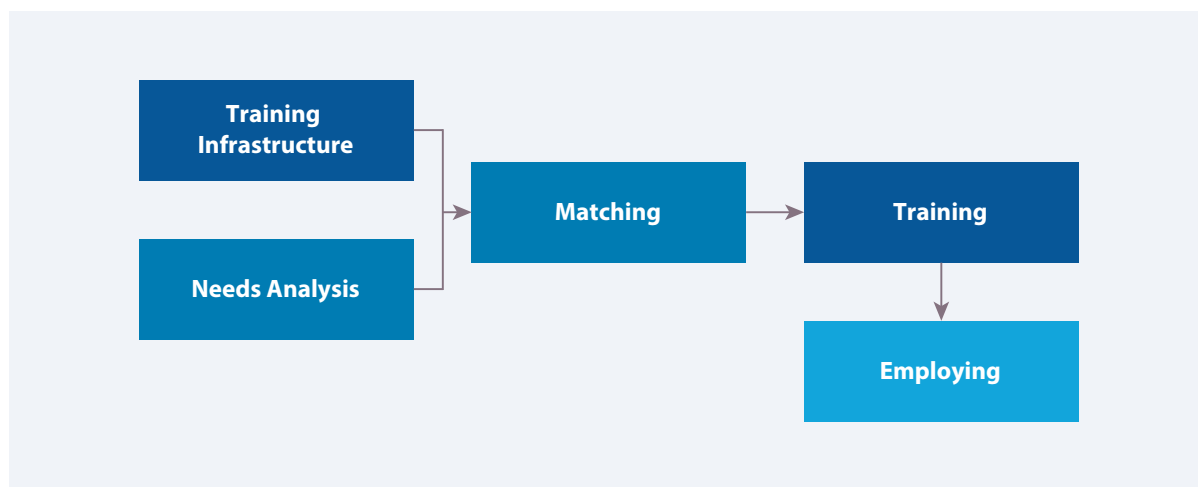 Training
Infrastructure
Needs Analysis
Matching
Training
Employing